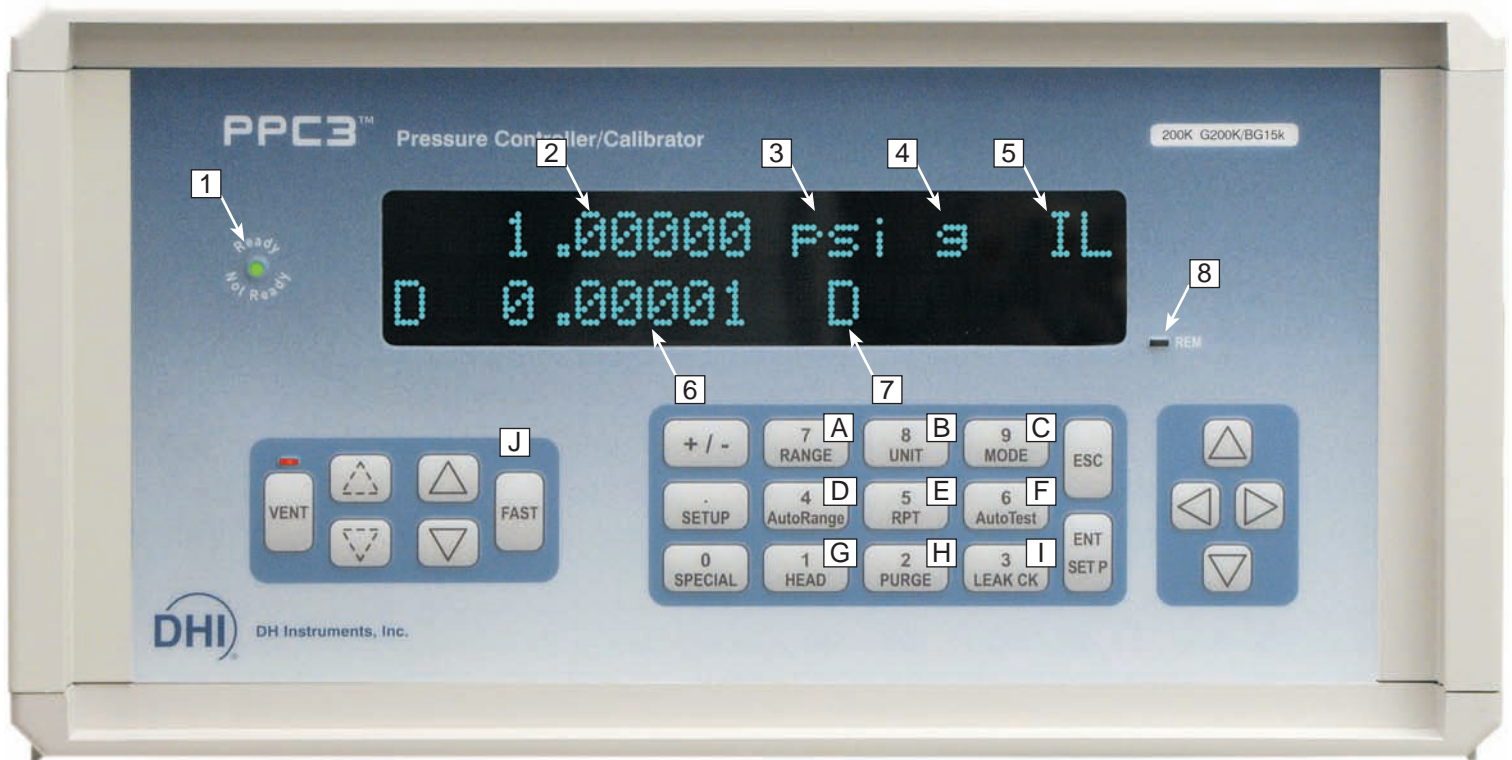 PPC3™ Pressure Controller/Calibrator
200K G200K/BG15k
1
2
3
4
5
Ready
Not Ready
1.00000 psi g IL
D 0.00001 D
8
REM
6
7
J
VENT
FAST
+ / -
7 A
RANGE
8 B
UNIT
9 C
MODE
ESC
.
SETUP
4 D
AutoRange
5 E
RPT
6 F
AutoTest
ENT
SET P
0
SPECIAL
1 G
HEAD
2 H
PURGE
3 I
LEAK CK
DHI® DH Instruments, Inc.